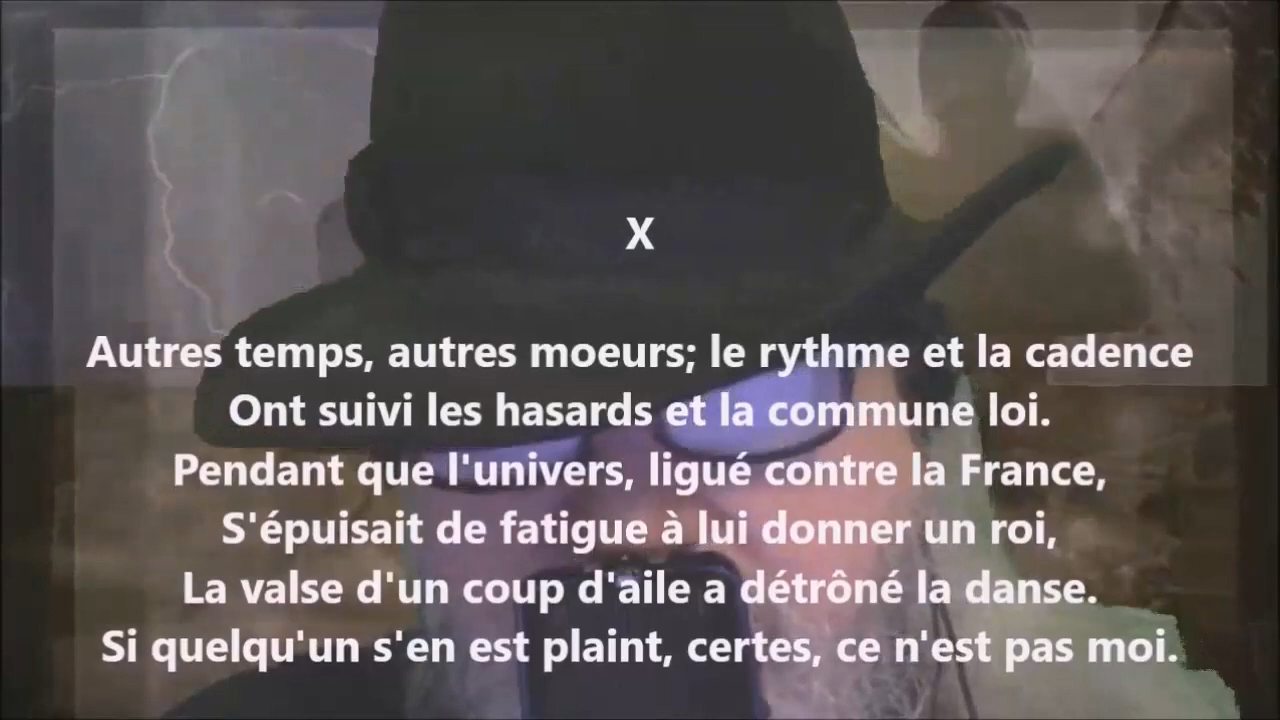 X
Autres temps, autres moeurs; le rythme et la cadence
Ont suivi les hasards et la commune loi.
Pendant que l'univers, ligué contre la France,
S'épuisait de fatigue à lui donner un roi,
La valse d'un coup d'aile a détrôné la danse.
Si quelqu'un s'en est plaint, certes, ce n'est pas moi.